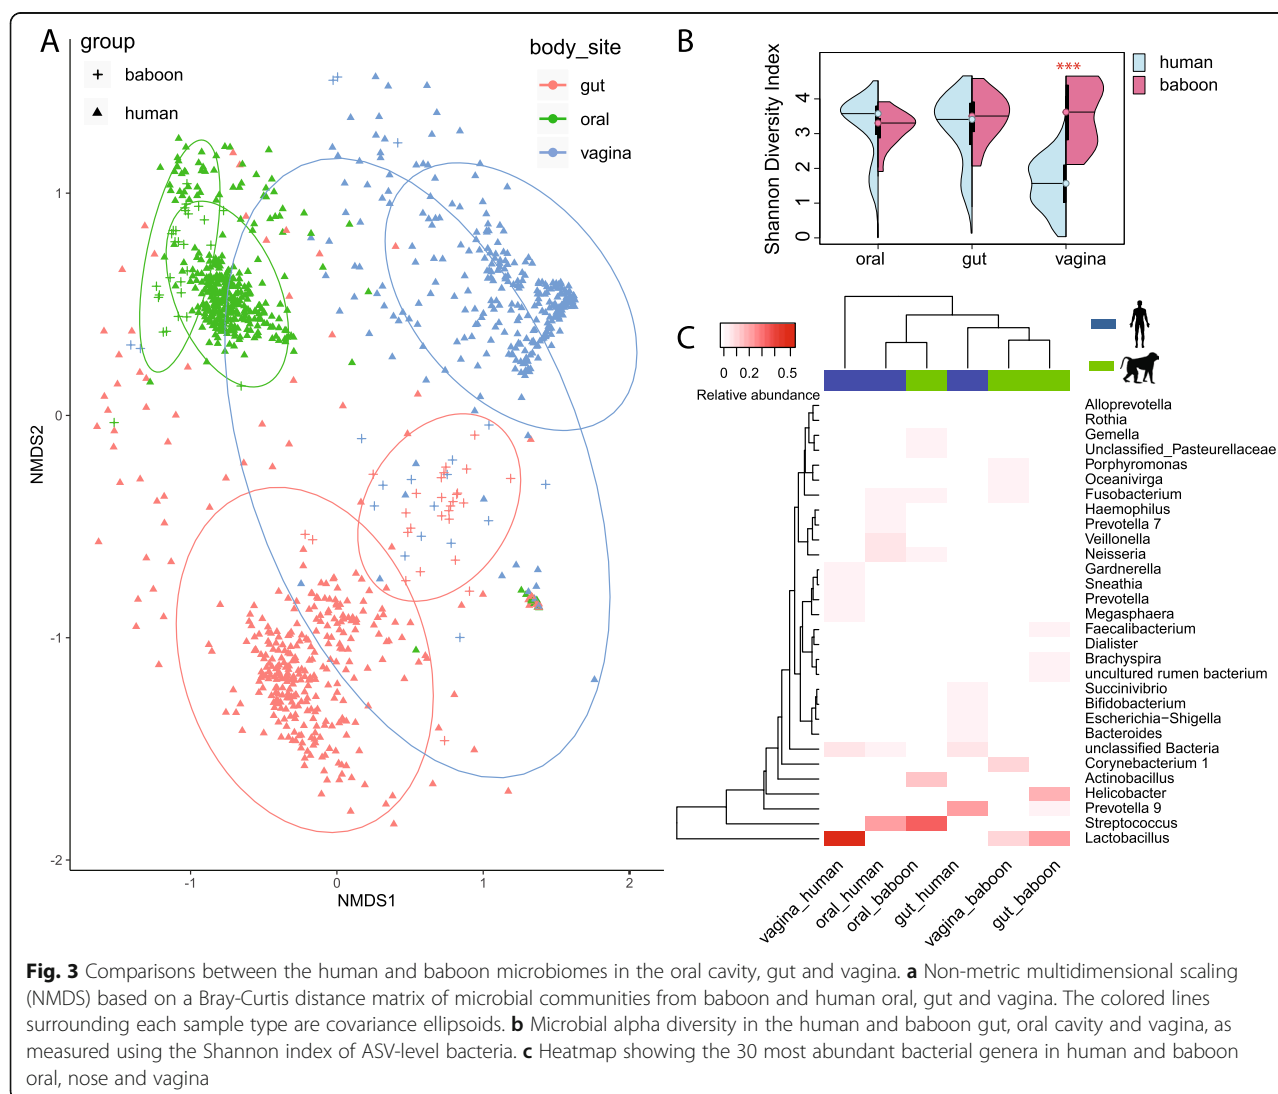 A
group
baboon
human
body_site
gut
oral
vagina
NMDS2
1
0
-1
-2
-1
0
1
2
NMDS1
B
Shannon Diversity Index
4
3
2
1
0
***
oral
gut
vagina
human
baboon
C
0
0.2
0.5
Relative abundance
Alloprevotella
Rothia
Gemella
Unclassified_Pasteurellaceae
Porphyromonas
Oceanivirga
Fusobacterium
Haemophilus
Prevotella 7
Veillonella
Neisseria
Gardnerella
Sneathia
Prevotella
Megasphaera
Faecalibacterium
Dialister
Brachyspira
uncultured rumen bacterium
Succinivibrio
Bifidobacterium
Escherichia−Shigella
Bacteroides
unclassified Bacteria
Corynebacterium 1
Actinobacillus
Helicobacter
Prevotella 9
Streptococcus
Lactobacillus
vagina_human
oral_human
oral_baboon
gut_human
vagina_baboon
gut_baboon
Fig. 3 Comparisons between the human and baboon microbiomes in the oral cavity, gut and vagina. a Non-metric multidimensional scaling
(NMDS) based on a Bray-Curtis distance matrix of microbial communities from baboon and human oral, gut and vagina. The colored lines
surrounding each sample type are covariance ellipsoids. b Microbial alpha diversity in the human and baboon gut, oral cavity and vagina, as
measured using the Shannon index of ASV-level bacteria. c Heatmap showing the 30 most abundant bacterial genera in human and baboon
oral, nose and vagina